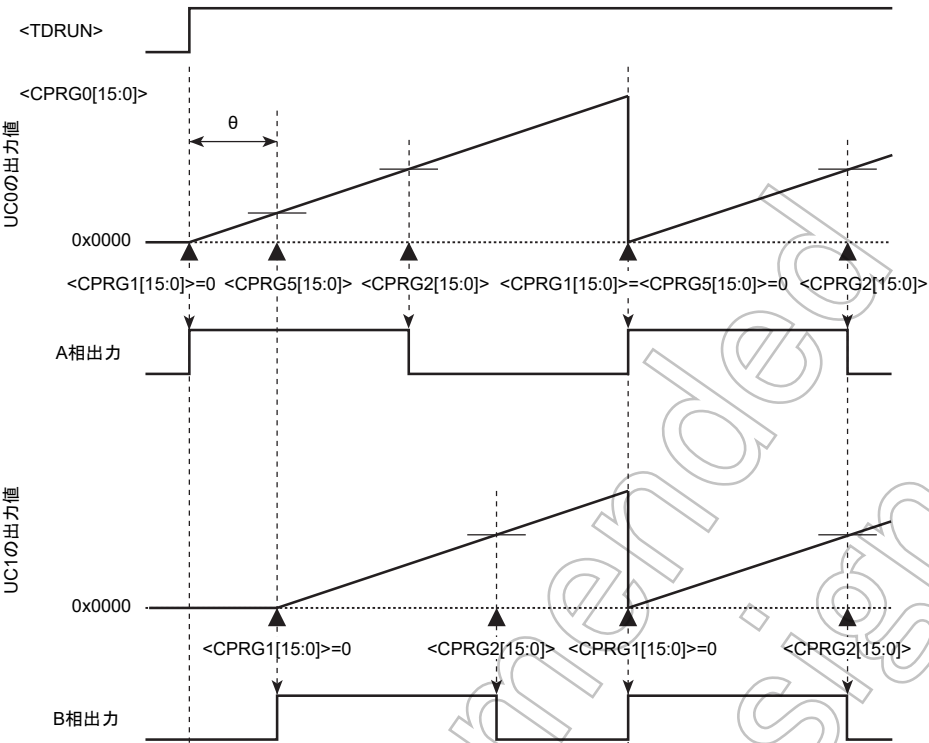 <TDRUN>
<CPRG0[15:0]>
θ
UC0の出力値
0x0000
<CPRG1[15:0]>=0 <CPRG5[15:0]> <CPRG2[15:0]> <CPRG1[15:0]>=<CPRG5[15:0]>=0 <CPRG2[15:0]>
A相出力
UC1の出力値
0x0000
<CPRG1[15:0]>=0 <CPRG2[15:0]> <CPRG1[15:0]>=0 <CPRG2[15:0]>
B相出力